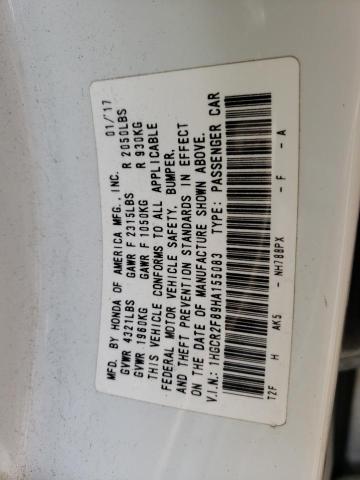 MFD. BY HONDA OF AMERICA MFG., INC. 01/17
GVWR 4321LBS GAWR F 2315LBS R 2050LBS
GVWR 1960KG GAWR F 1050KG R 930KG
THIS VEHICLE CONFORMS TO ALL APPLICABLE
FEDERAL MOTOR VEHICLE SAFETY, BUMPER,
AND THEFT PREVENTION STANDARDS IN EFFECT
ON THE DATE OF MANUFACTURE SHOWN ABOVE.
V.I.N.: 1HGCR2F89HA155083 TYPE: PASSENGER CAR
T2F H AK5 - NH788PX - F - A